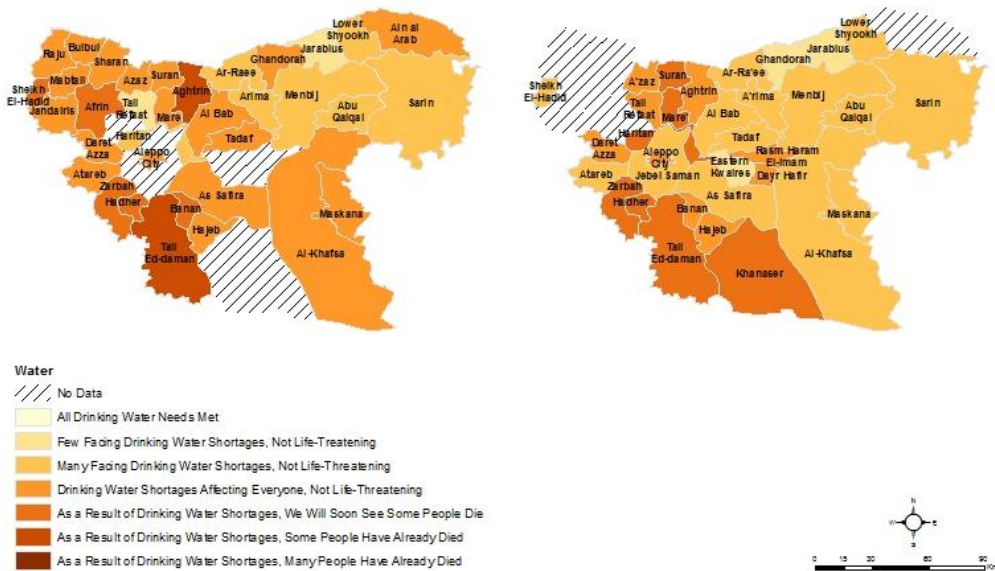 Lower
Shyookh
Ain al
Arab
Jarablus
Bulbul
Raju
Sharan
Ghandorah
Mabtall
Azaz
Suran
Ar-Raee
Sheikh
El-Hadid
Aghtrin
Jandairis
Afrin
Tall
Refaat
Mare
Arima
Menbij
Al Bab
Abu
Qalqal
Sarin
Haritan
Tadaf
Daret
Azza
Aleppo
City
Atareb
Zarbah
Hadher
As Safira
Banan
Maskana
Hajeb
Tall
Ed-daman
Al-Khafsa
Lower
Shyookh
Jarablus
Ghandorah
Suran
A'zaz
Ar-Ra'ee
Aghtrin
Sheikh
El-Hadid
Tall
Refaat
Mare'
A'rima
Menbij
Al Bab
Abu
Qalqal
Sarin
Haritan
Tadaf
Daret
Azza
Aleppo
City
Rasm Haram
El-Imam
Eastern
Kwaires
Dayr Hafir
Atareb
Jebel Saman
Zarbah
Hadher
As Safira
Banan
Maskana
Hajeb
Tall
Ed-daman
Al-Khafsa
Khanaser
Water
No Data
All Drinking Water Needs Met
Few Facing Drinking Water Shortages, Not Life-Treatening
Many Facing Drinking Water Shortages, Not Life-Threatening
Drinking Water Shortages Affecting Everyone, Not Life-Threatening
As a Result of Drinking Water Shortages, We Will Soon See Some People Die
As a Result of Drinking Water Shortages, Some People Have Already Died
As a Result of Drinking Water Shortages, Many People Have Already Died
N
W E
S
0 15 30 60 90